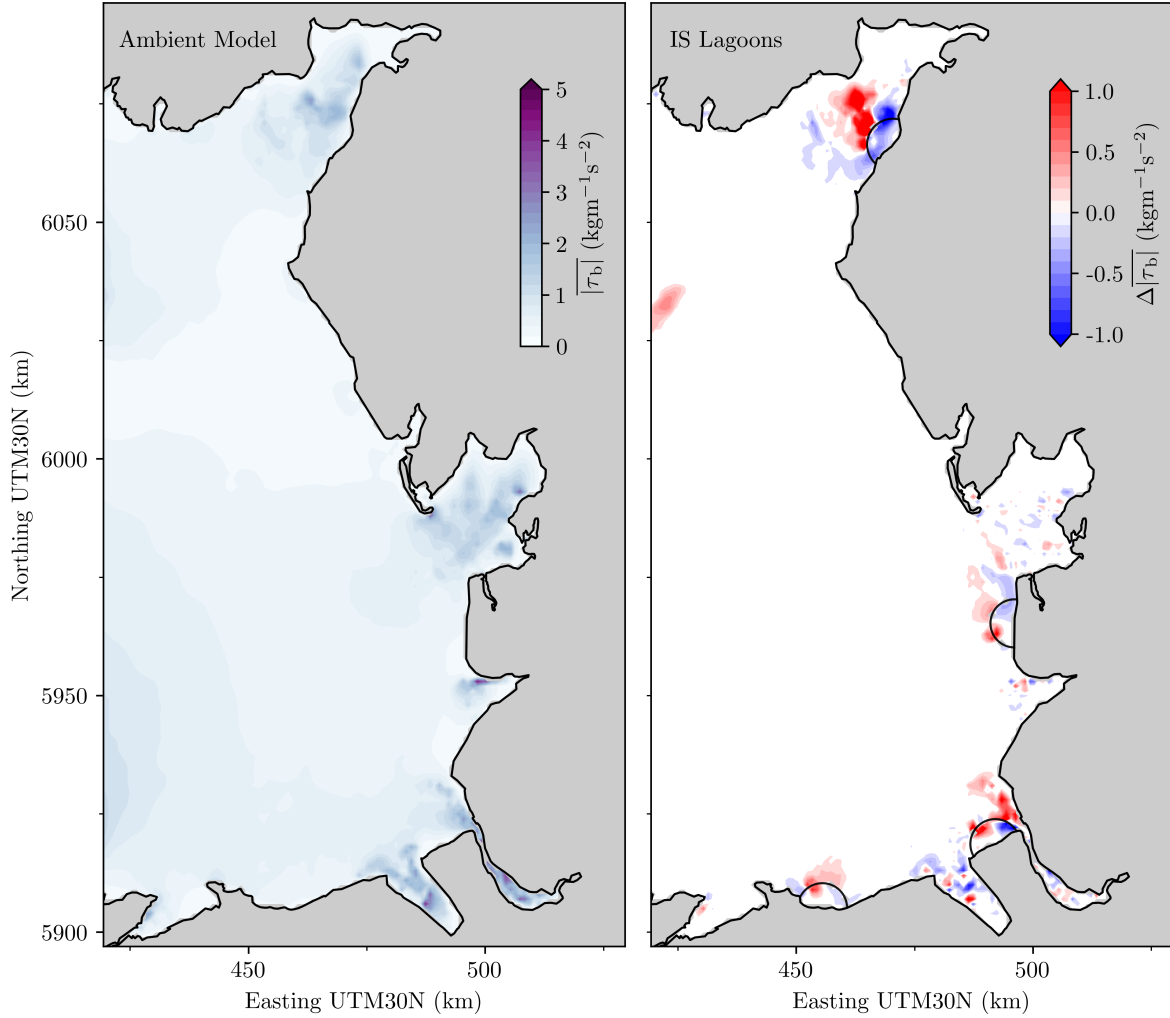 Ambient Model
5
4
3
2
1
0
|τ_b| (kgm⁻¹s⁻²)
IS Lagoons
1.0
0.5
0.0
-0.5
-1.0
Δ|τ_b| (kgm⁻¹s⁻²)
6050
6000
5950
5900
Northing UTM30N (km)
450
500
Easting UTM30N (km)
450
500
Easting UTM30N (km)